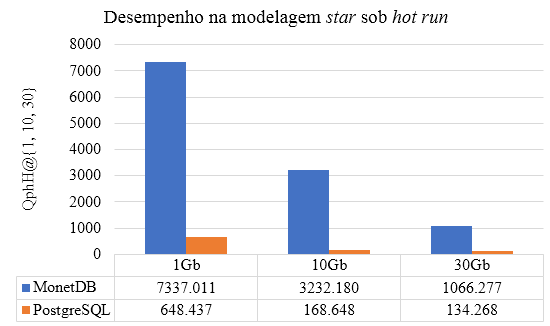 Desempenho na modelagem star sob hot run
QphH@{1, 10, 30}
8000
7000
6000
5000
4000
3000
2000
1000
0
1Gb 10Gb 30Gb
MonetDB 7337.011 3232.180 1066.277
PostgreSQL 648.437 168.648 134.268